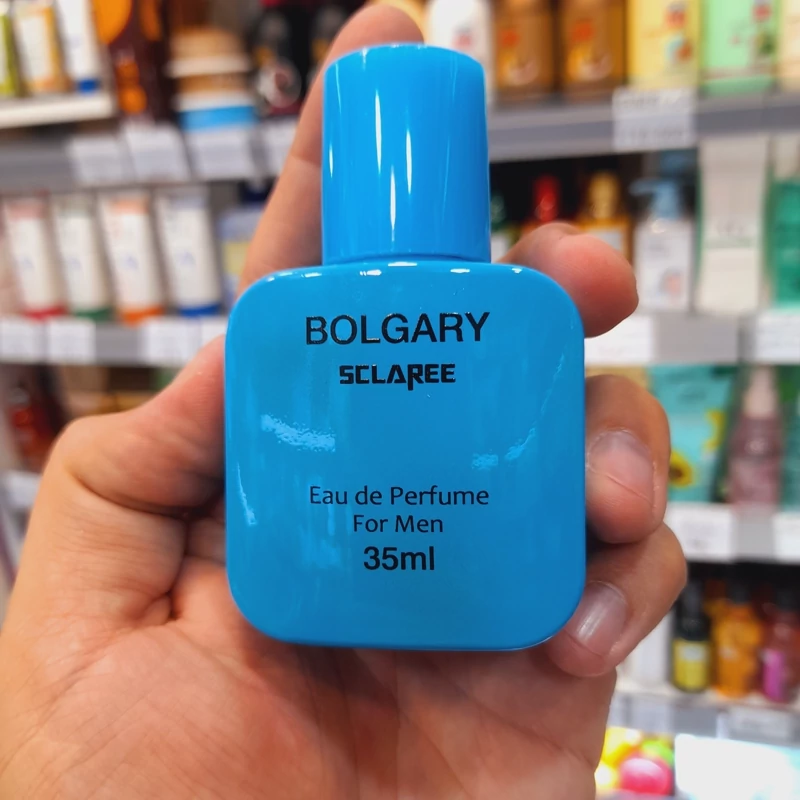 BOLGARY
SCLAREE
Eau de Perfume
For Men
35ml